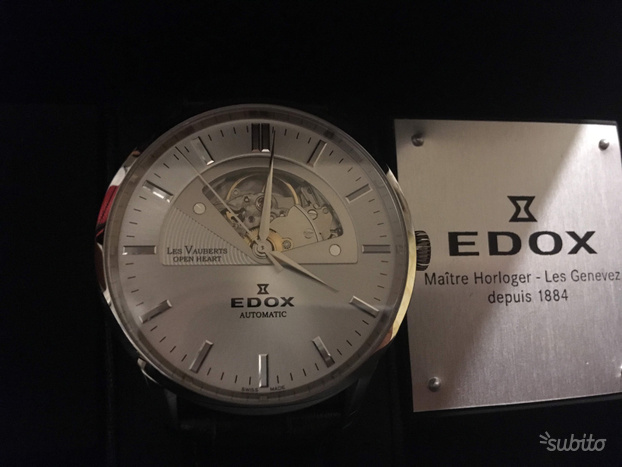 LES VAUBERTS
OPEN HEART
EDOX
AUTOMATIC
SWISS MADE
EDOX
Maître Horloger - Les Genevez
depuis 1884
subito